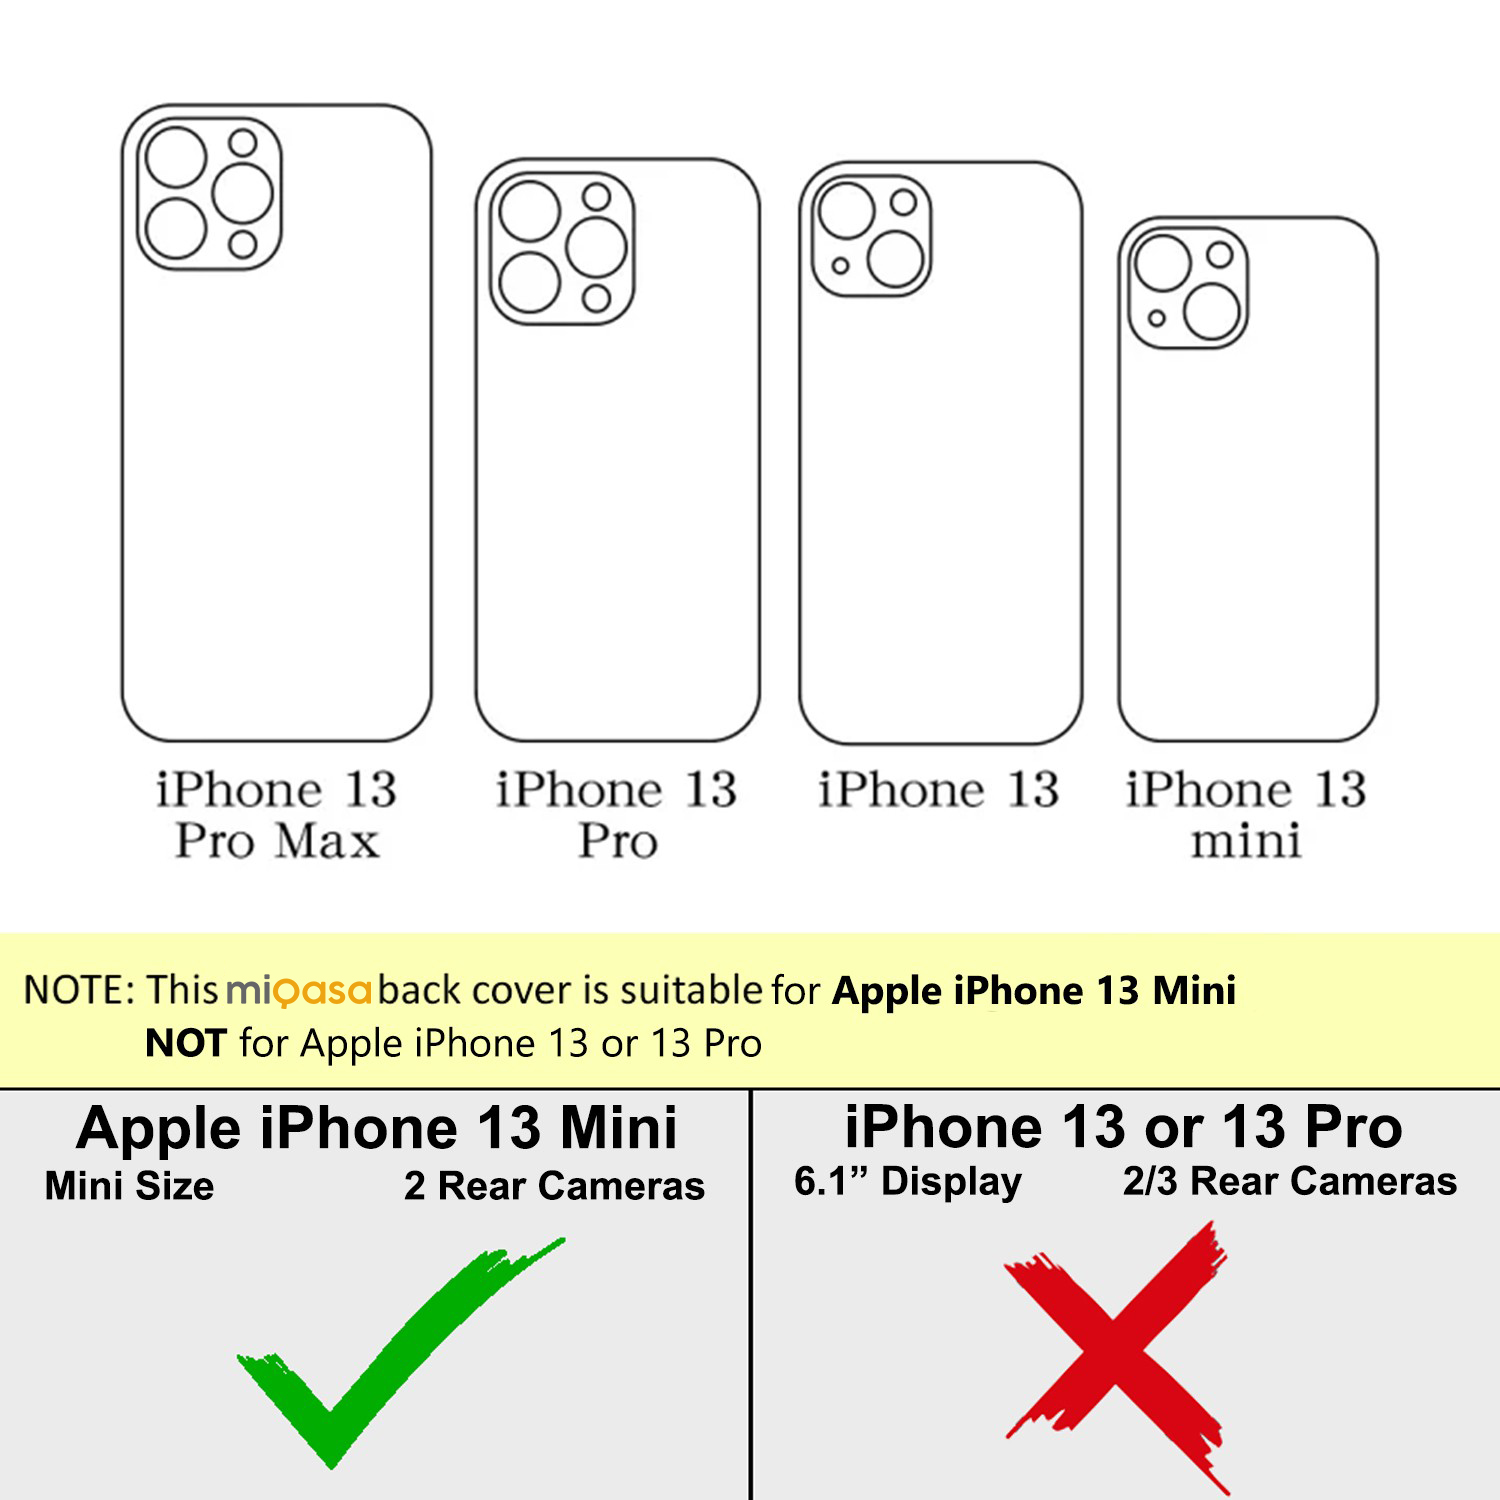 iPhone 13 Pro Max
iPhone 13 Pro
iPhone 13
iPhone 13 mini
NOTE: This miqasa back cover is suitable for Apple iPhone 13 Mini
NOT for Apple iPhone 13 or 13 Pro
Apple iPhone 13 Mini
Mini Size 2 Rear Cameras
iPhone 13 or 13 Pro
6.1” Display 2/3 Rear Cameras